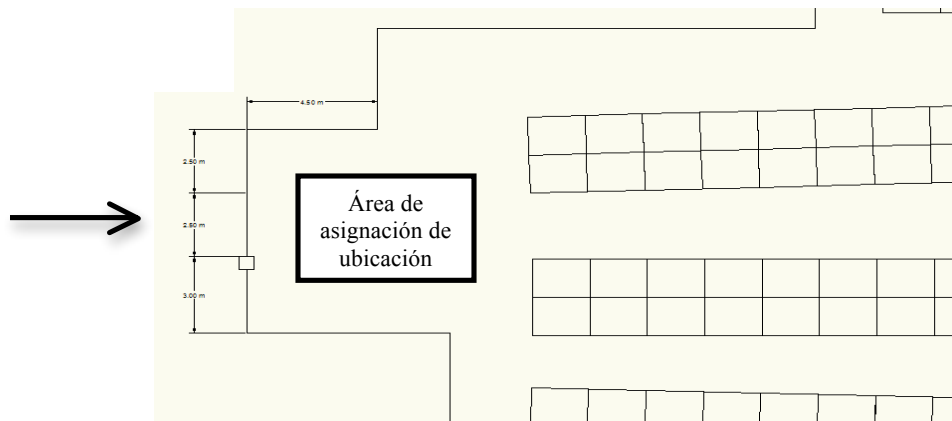 4.50 m
2.50 m
2.50 m
3.00 m
Área de
asignación de
ubicación